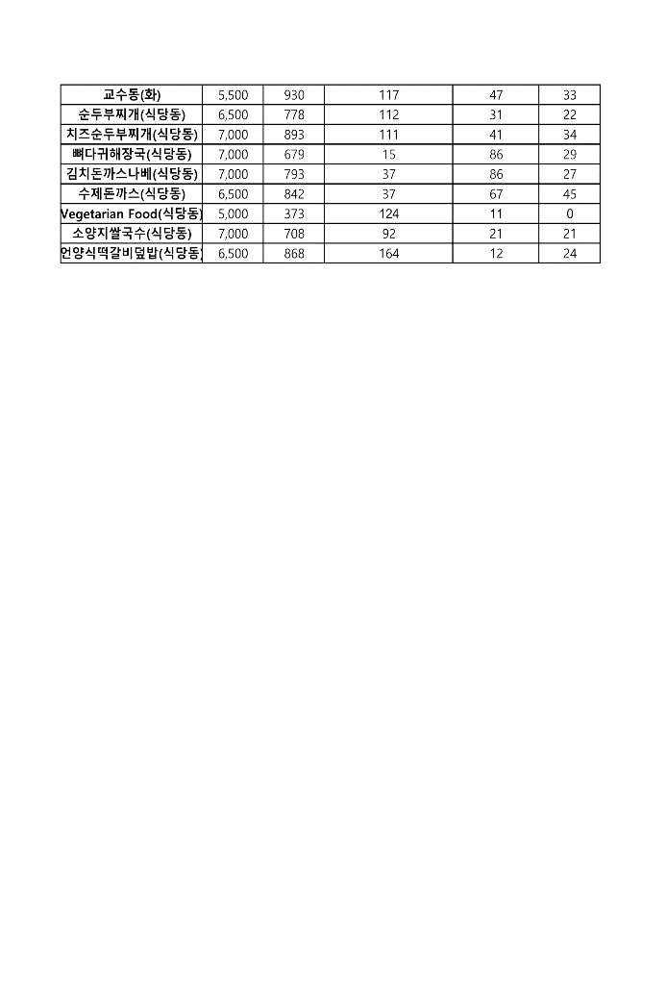 교수동(화) 5,500 930 117 47 33
순두부찌개(식당동) 6,500 778 112 31 22
치즈순두부찌개(식당동) 7,000 893 111 41 34
뼈다귀해장국(식당동) 7,000 679 15 86 29
김치돈까스나베(식당동) 7,000 793 37 86 27
수제돈까스(식당동) 6,500 842 37 67 45
Vegetarian Food(식당동) 5,000 373 124 11 0
소양지쌀국수(식당동) 7,000 708 92 21 21
언양식떡갈비덮밥(식당동) 6,500 868 164 12 24